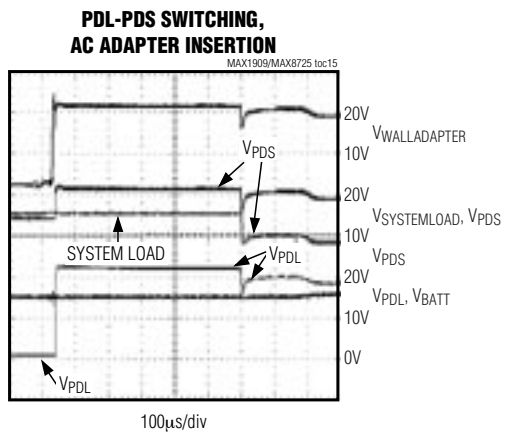 PDL-PDS SWITCHING,
AC ADAPTER INSERTION
MAX1909/MAX8725 toc15
20V
VWALLADAPTER
10V
VPDS
20V
VSYSTEMLOAD, VPDS
10V
SYSTEM LOAD
VPDL
VPDS
20V
VPDL, VBATT
10V
0V
VPDL
100µs/div